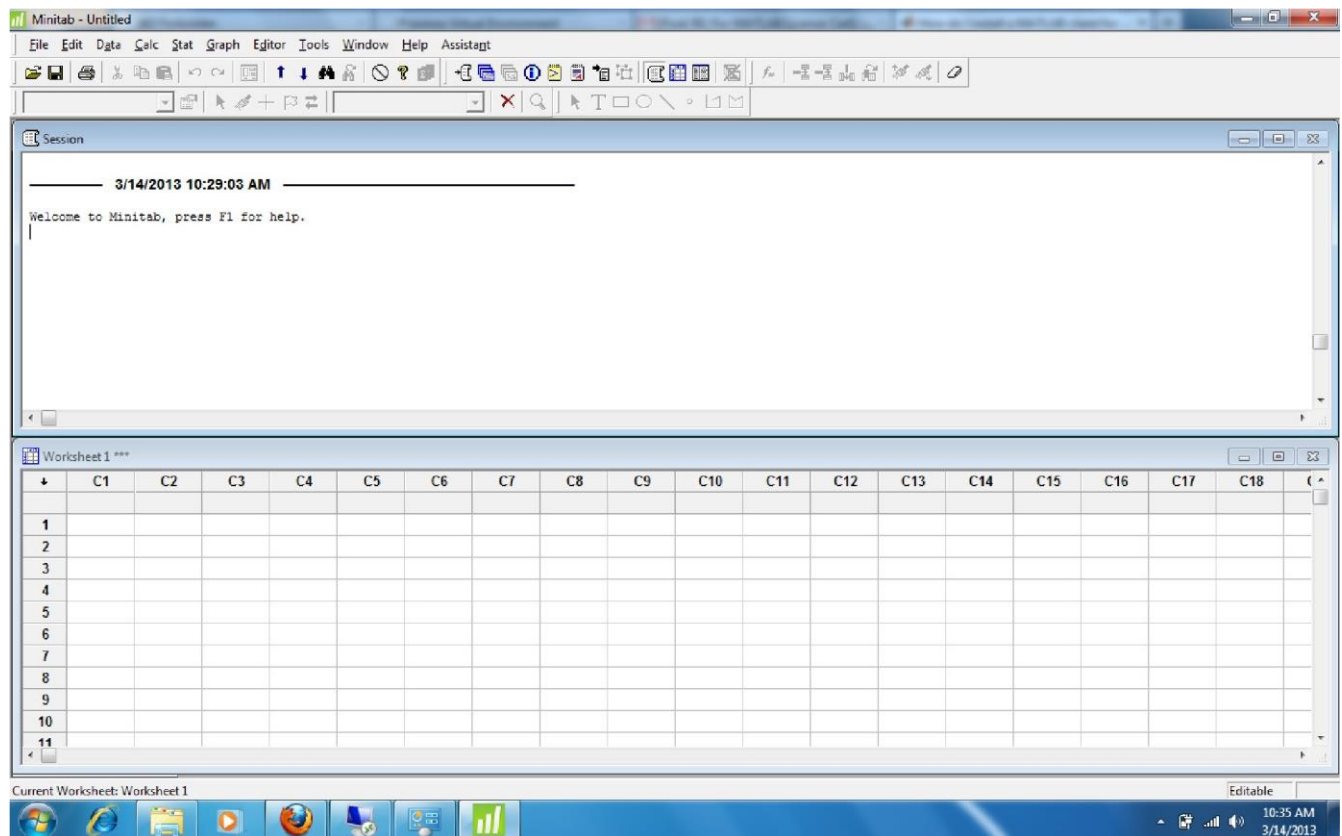 Minitab - Untitled
File Edit Data Calc Stat Graph Editor Tools Window Help Assistant
Session
3/14/2013 10:29:03 AM
Welcome to Minitab, press F1 for help.
Worksheet 1 ***
C1 C2 C3 C4 C5 C6 C7 C8 C9 C10 C11 C12 C13 C14 C15 C16 C17 C18
1
2
3
4
5
6
7
8
9
10
11
Current Worksheet: Worksheet 1
Editable
10:35 AM
3/14/2013